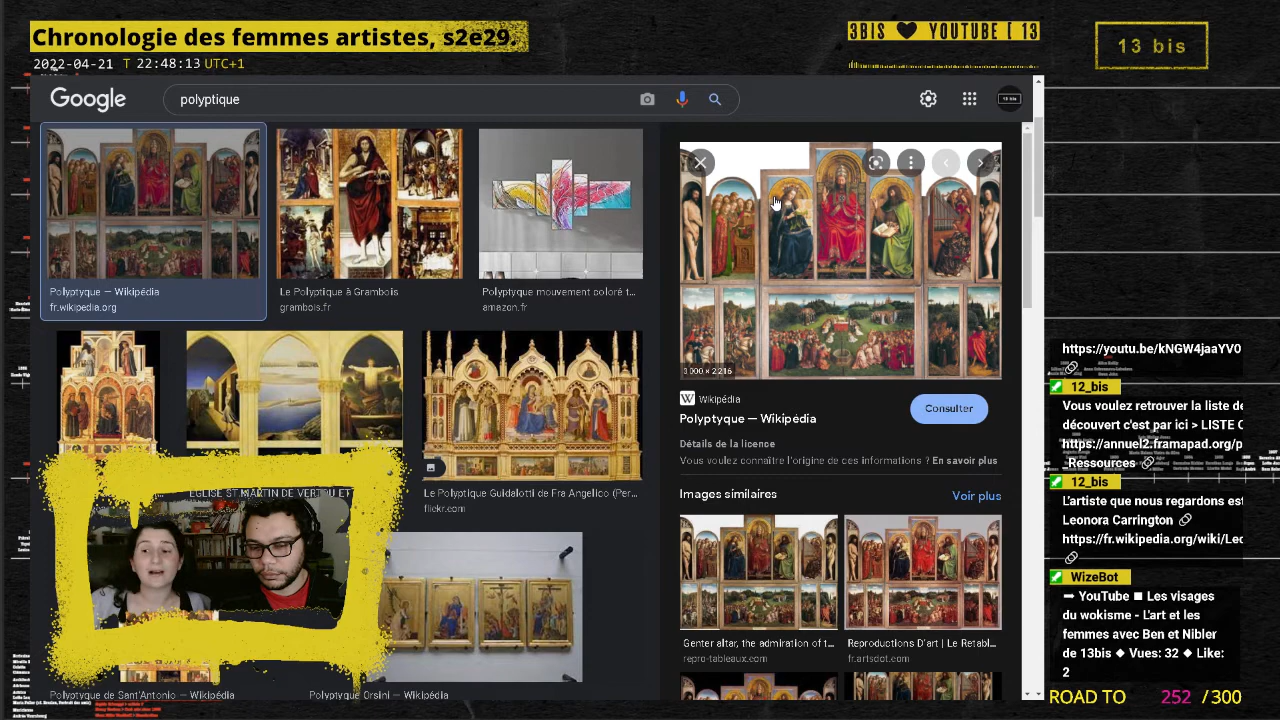 Chronologie des femmes artistes, s2e29.
2022-04-21 T 22:48:13 UTC+1
3BIS YOUTUBE [ 13
13 bis
Google
polyptique
13 bis
Polyptyque — Wikipédia
fr.wikipedia.org
Le Polyptique à Grambois
grambois.fr
Polyptyque mouvement coloré t...
amazon.fr
EGLISE ST MARTIN DE VERTOU ET
Le Polyptique Guidalotti de Fra Angelico (Per...
flickr.com
Polyptyque de Sant'Antonio — Wikipédia
Polyptyque Orsini — Wikipédia
3 000 × 2 216
W Wikipédia
Polyptyque — Wikipédia
Consulter
Détails de la licence
Vous voulez connaître l'origine de ces informations ? En savoir plus
Images similaires
Voir plus
Genter altar, the admiration of t...
repro-tableaux.com
Reproductions D'art | Le Retabl...
fr.artsdot.com
https://youtu.be/kNGW4jaaYV0
12_bis
Vous voulez retrouver la liste de
découvert c'est par ici > LISTE
https://annuel2.framapad.org/p
-Ressources
12_bis
L'artiste que nous regardons est
Leonora Carrington
https://fr.wikipedia.org/wiki/Leo
WizeBot
➡ YouTube ■ Les visages
du wokisme - L'art et les
femmes avec Ben et Nibler
de 13bis ◆ Vues: 32 ◆ Like:
2
ROAD TO 252 / 300